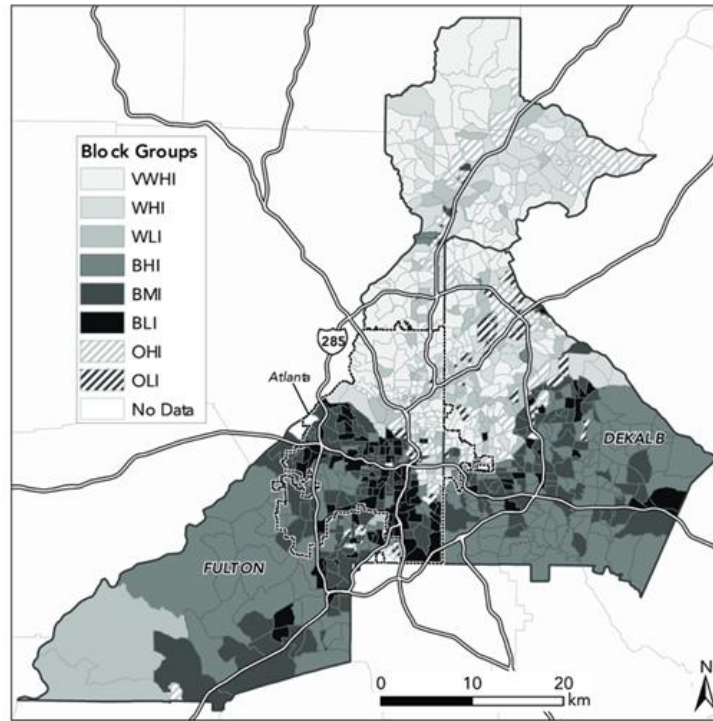 Block Groups
VWHI
WHI
WLI
BHI
BMI
BLI
OHI
OLI
No Data
285
Atlanta
DEKALB
FULTON
N
0 10 20
km